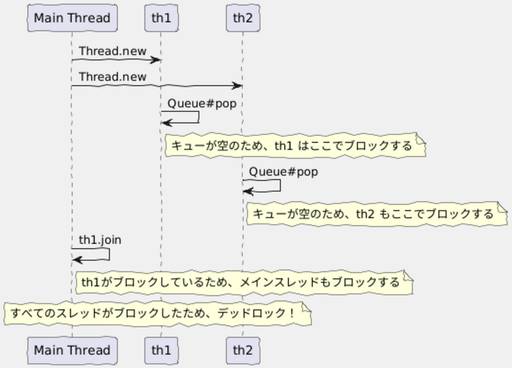 Main Thread th1 th2
Thread.new
Thread.new
Queue#pop
キューが空のため、th1 はここでブロックする
Queue#pop
キューが空のため、th2 もここでブロックする
th1.join
th1がブロックしているため、メインスレッドもブロックする
すべてのスレッドがブロックしたため、デッドロック！
Main Thread th1 th2